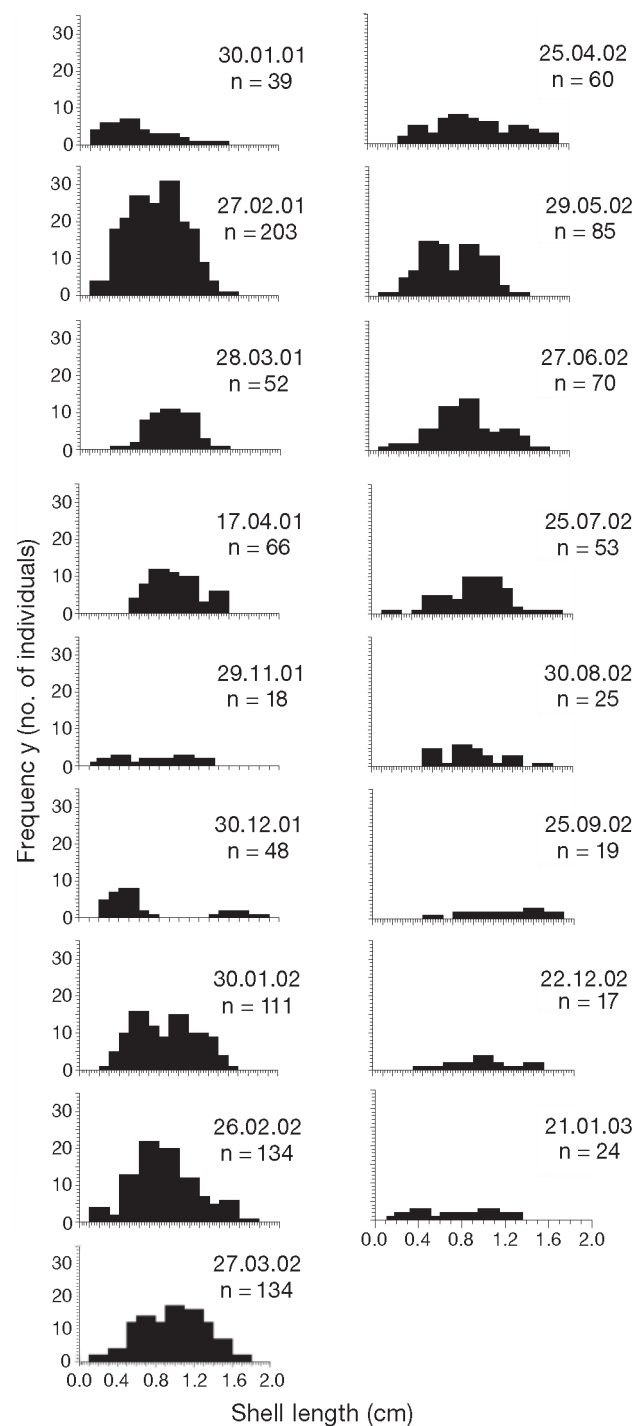 30
20
10
0
30.01.01
n = 39
30
20
10
0
27.02.01
n = 203
30
20
10
0
28.03.01
n = 52
30
20
10
0
17.04.01
n = 66
30
20
10
0
29.11.01
n = 18
30
20
10
0
30.12.01
n = 48
30
20
10
0
30.01.02
n = 111
30
20
10
0
26.02.02
n = 134
30
20
10
0
27.03.02
n = 134
0.0 0.4 0.8 1.2 1.6 2.0
25.04.02
n = 60
29.05.02
n = 85
27.06.02
n = 70
25.07.02
n = 53
30.08.02
n = 25
25.09.02
n = 19
22.12.02
n = 17
21.01.03
n = 24
0.0 0.4 0.8 1.2 1.6 2.0
Frequenc y (no. of individuals)
Shell length (cm)